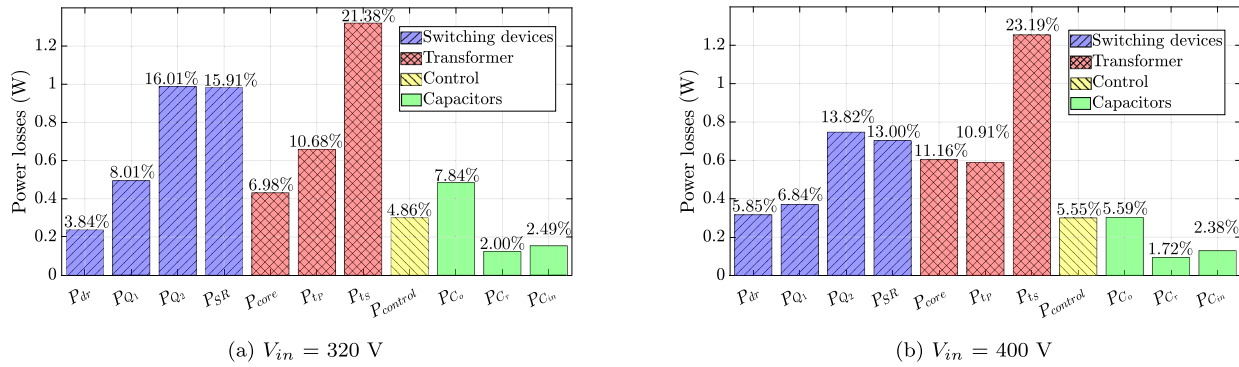 21.38%
1.2
1
0.8
0.6
0.4
0.2
0
Power losses (W)
Switching devices
Transformer
Control
Capacitors
3.84%
8.01%
16.01%
15.91%
6.98%
10.68%
4.86%
7.84%
2.00%
2.49%
P_dr
P_Q1
P_Q2
P_SR
P_core
P_tP
P_tS
P_control
P_Co
P_Cr
P_Cin
(a) V_in = 320 V
23.19%
1.2
1
0.8
0.6
0.4
0.2
0
Power losses (W)
Switching devices
Transformer
Control
Capacitors
5.85%
6.84%
13.82%
13.00%
11.16%
10.91%
5.55%
5.59%
1.72%
2.38%
P_dr
P_Q1
P_Q2
P_SR
P_core
P_tP
P_tS
P_control
P_Co
P_Cr
P_Cin
(b) V_in = 400 V